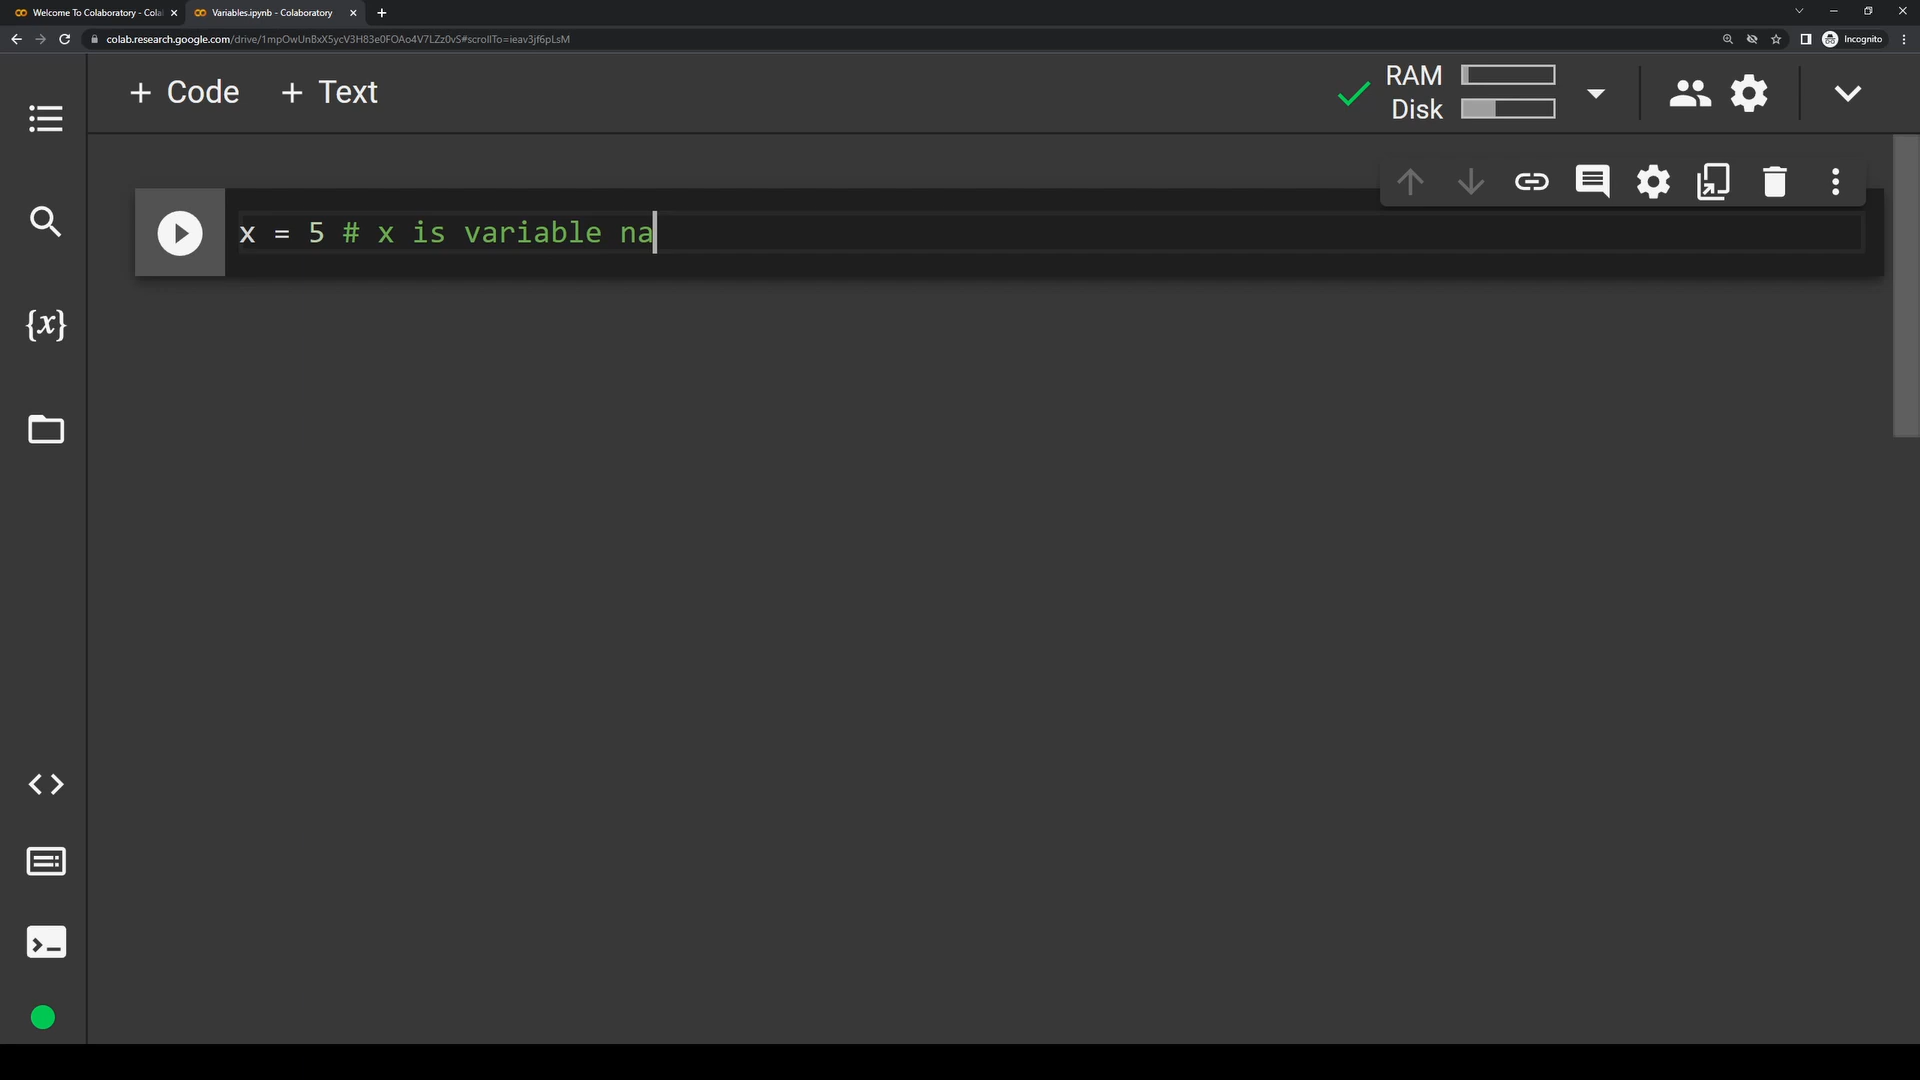 Welcome To Colaboratory - Cola
Variables.ipynb - Colaboratory
colab.research.google.com/drive/1mpOwUnBxX5ycV3H83e0FOAo4V7LZz0vS#scrollTo=ieav3jf6pLsM
Incognito
+ Code + Text
RAM
Disk
x = 5 # x is variable na
{x}